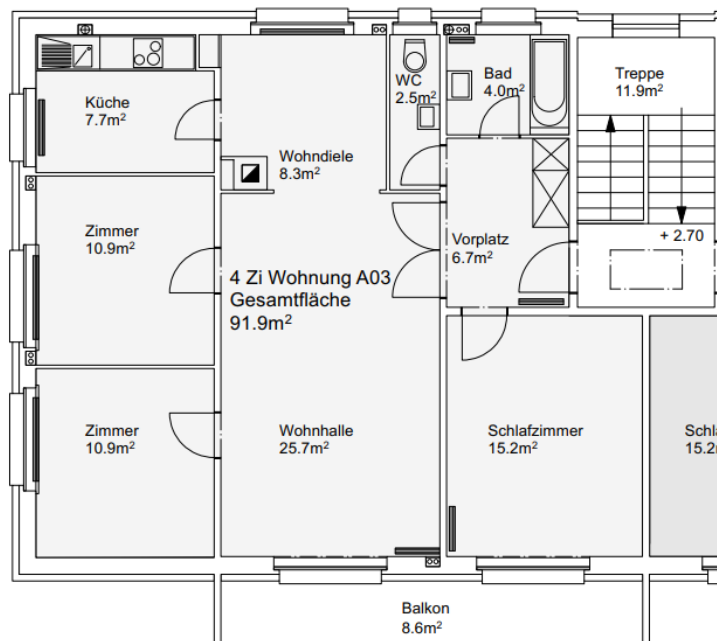 Küche
7.7m²
WC
2.5m²
Bad
4.0m²
Treppe
11.9m²
Wohndiele
8.3m²
Zimmer
10.9m²
Vorplatz
6.7m²
+ 2.70
4 Zi Wohnung A03
Gesamtfläche
91.9m²
Zimmer
10.9m²
Wohnhalle
25.7m²
Schlafzimmer
15.2m²
Schla
15.2m
Balkon
8.6m²